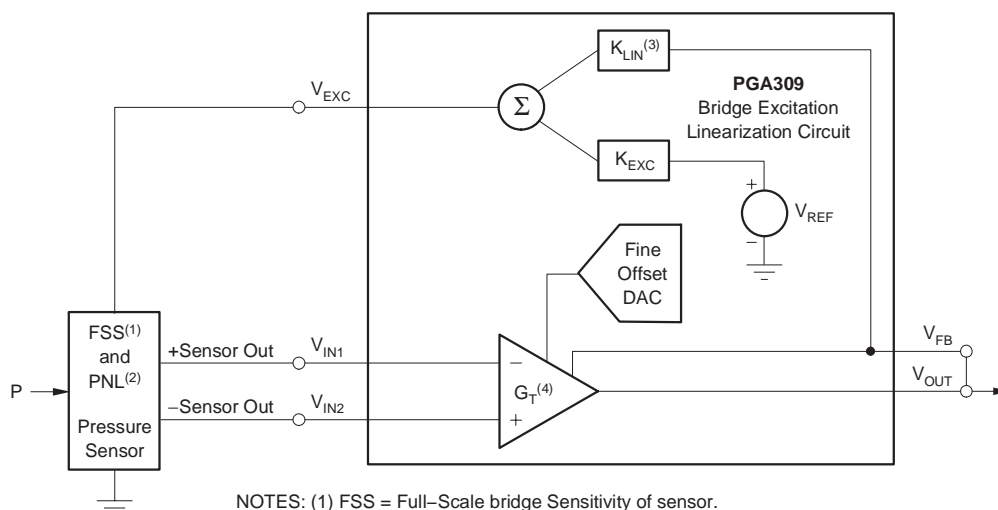 K_LIN(3)
PGA309
Bridge Excitation
Linearization Circuit
V_EXC
Σ
K_EXC
+
V_REF
−
Fine
Offset
DAC
FSS(1)
and
PNL(2)
Pressure
Sensor
P
+Sensor Out
V_IN1
−
G_T(4)
+
−Sensor Out
V_IN2
V_FB
V_OUT
NOTES: (1) FSS = Full−Scale bridge Sensitivity of sensor.